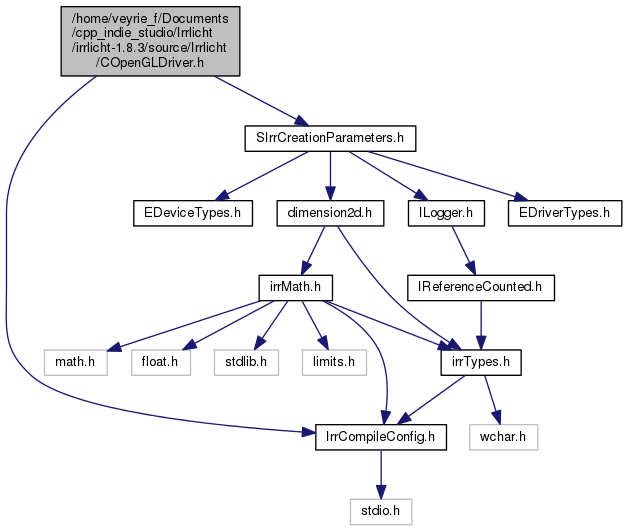 /home/veyrie_f/Documents
/cpp_indie_studio/Irrlicht
/irrlicht-1.8.3/source/Irrlicht
/COpenGLDriver.h
SIrrCreationParameters.h
EDeviceTypes.h
dimension2d.h
ILogger.h
EDriverTypes.h
irrMath.h
IReferenceCounted.h
math.h
float.h
stdlib.h
limits.h
irrTypes.h
IrrCompileConfig.h
wchar.h
stdio.h